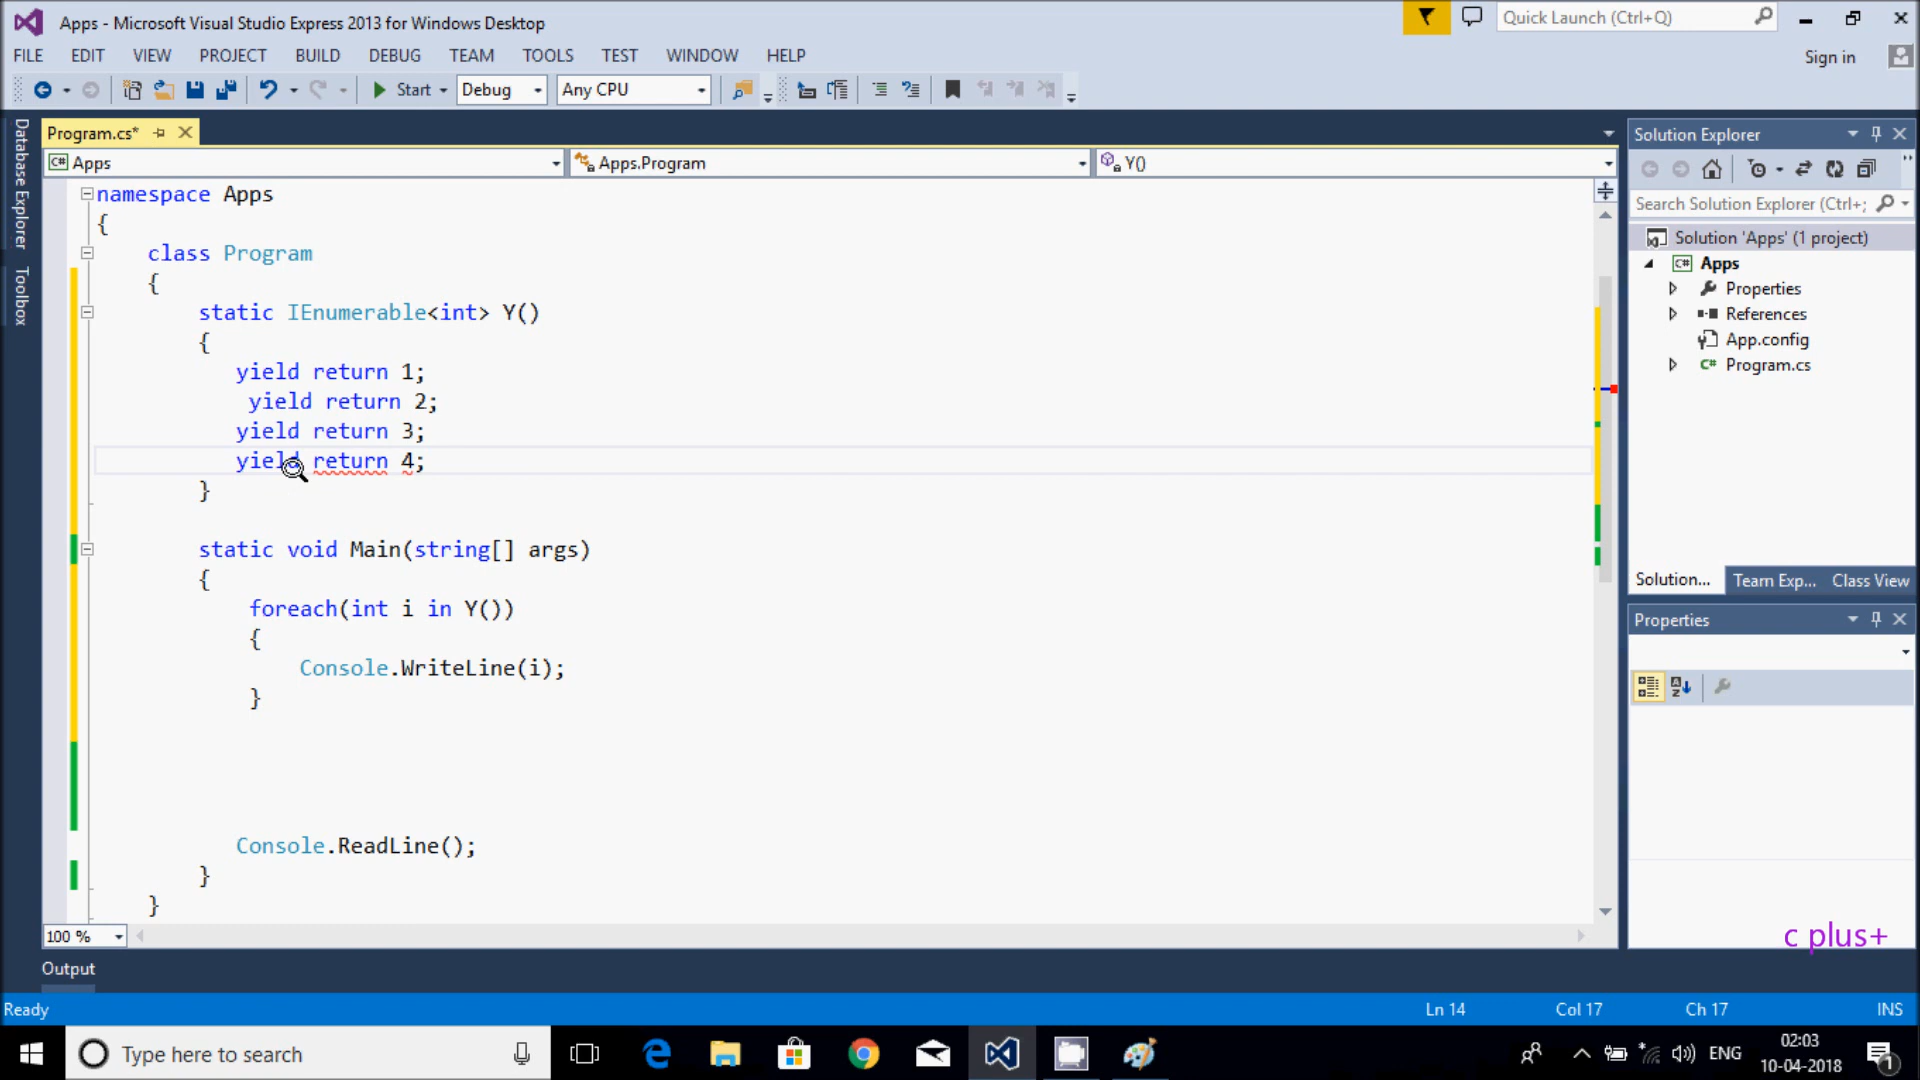 Apps - Microsoft Visual Studio Express 2013 for Windows Desktop
Quick Launch (Ctrl+Q)
FILE EDIT VIEW PROJECT BUILD DEBUG TEAM TOOLS TEST WINDOW HELP
Sign in
Start Debug Any CPU
Database Explorer
Toolbox
Program.cs*
C# Apps
Apps.Program
Y()
namespace Apps
{
class Program
{
static IEnumerable<int> Y()
{
yield return 1;
yield return 2;
yield return 3;
yield return 4;
}
static void Main(string[] args)
{
foreach(int i in Y())
{
Console.WriteLine(i);
}
Console.ReadLine();
}
}
100 %
Solution Explorer
Search Solution Explorer (Ctrl+;
Solution 'Apps' (1 project)
C# Apps
Properties
References
App.config
C# Program.cs
Solution... Team Exp... Class View
Properties
c plus+
Output
Ready
Ln 14 Col 17 Ch 17 INS
Type here to search
ENG
02:03
10-04-2018
1